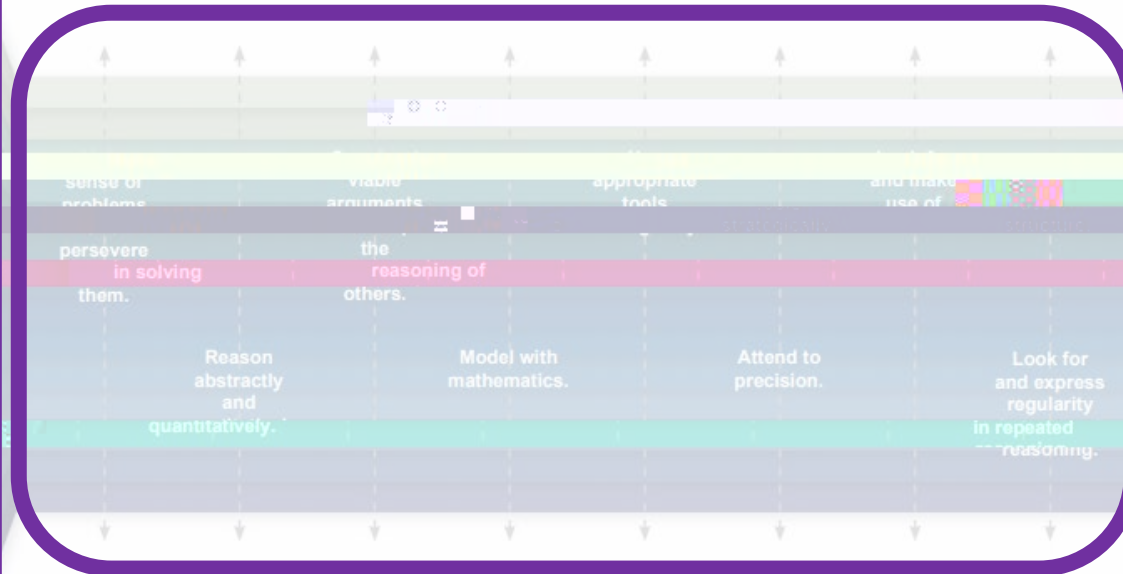 sense of
problems
persevere
in solving
them.
viable
arguments
the
reasoning of
others.
appropriate
tools
and make
use of
Reason
abstractly
and
quantitatively.
Model with
mathematics.
Attend to
precision.
Look for
and express
regularity
in repeated
reasoning.